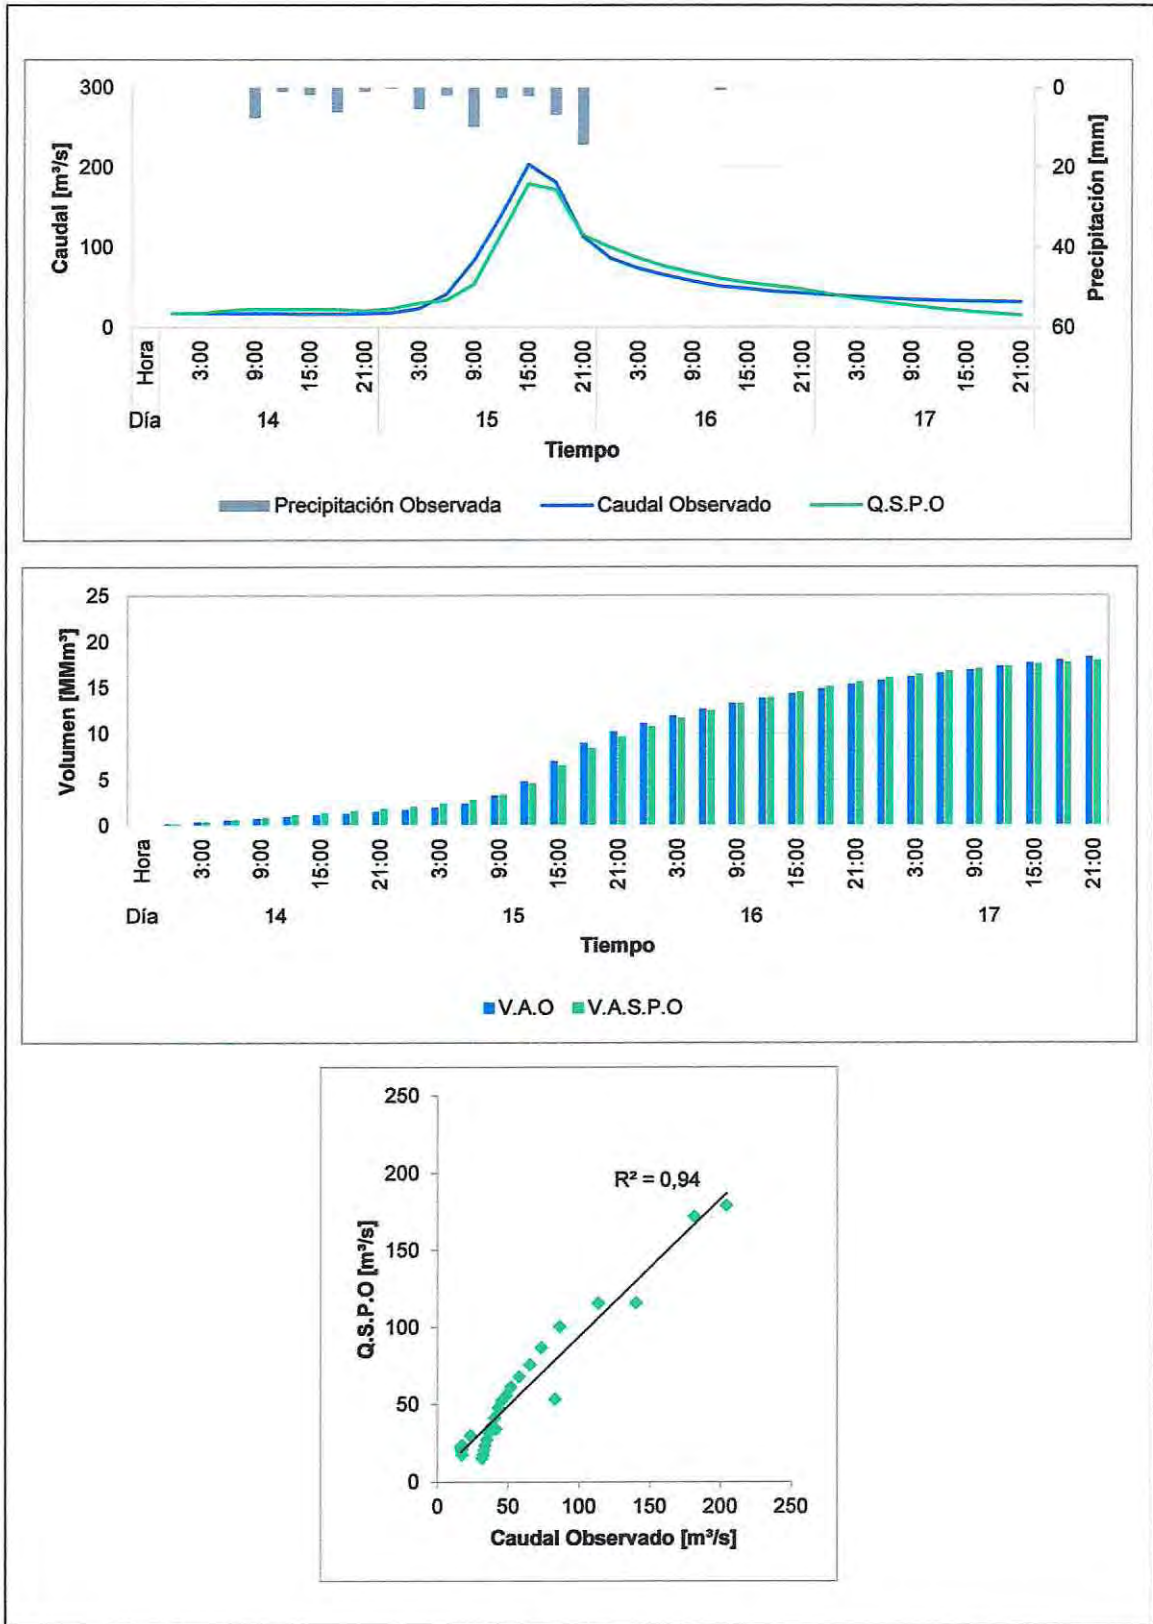 300
200
100
0
Caudal [m³/s]
0
20
40
60
Precipitación [mm]
Hora 3:00 9:00 15:00 21:00 3:00 9:00 15:00 21:00 3:00 9:00 15:00 21:00 3:00 9:00 15:00 21:00
Día 14 15 16 17
Tiempo
Precipitación Observada Caudal Observado Q.S.P.O
25
20
15
10
5
0
Volumen [MMm³]
Hora 3:00 9:00 15:00 21:00 3:00 9:00 15:00 21:00 3:00 9:00 15:00 21:00 3:00 9:00 15:00 21:00
Día 14 15 16 17
Tiempo
V.A.O V.A.S.P.O
250
200
150
100
50
0
Q.S.P.O [m³/s]
R² = 0,94
0 50 100 150 200 250
Caudal Observado [m³/s]